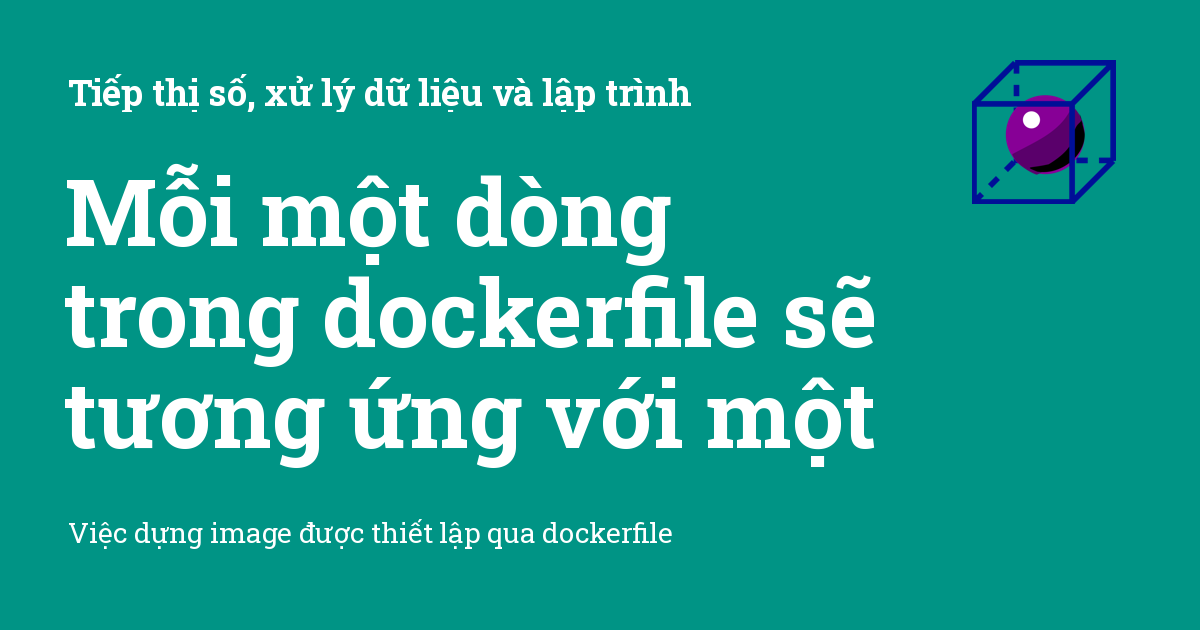 Tiếp thị số, xử lý dữ liệu và lập trình
Mỗi một dòng
trong dockerfile sẽ
tương ứng với một
Việc dựng image được thiết lập qua dockerfile